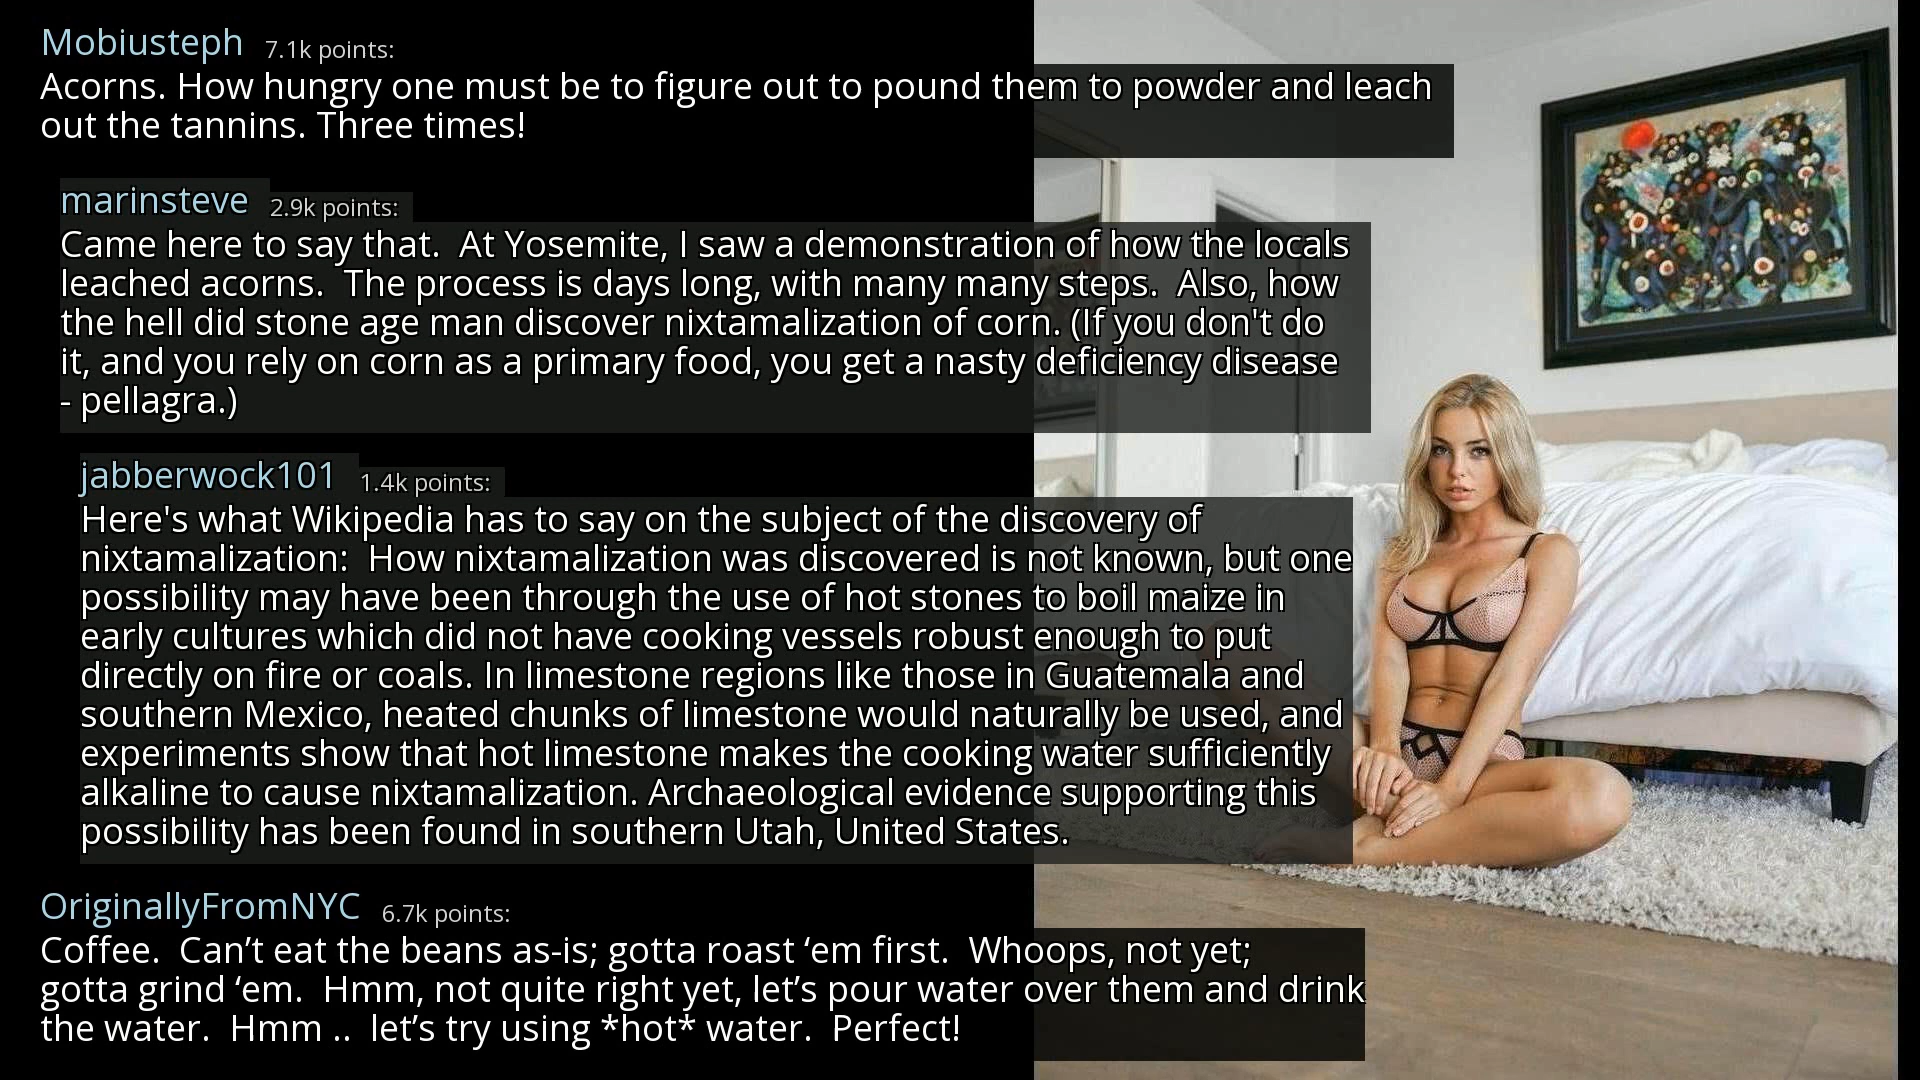 Mobiusteph 7.1k points:
Acorns. How hungry one must be to figure out to pound them to powder and leach
out the tannins. Three times!
marinsteve 2.9k points:
Came here to say that.  At Yosemite, I saw a demonstration of how the locals
leached acorns.  The process is days long, with many many steps.  Also, how
the hell did stone age man discover nixtamalization of corn. (If you don't do
it, and you rely on corn as a primary food, you get a nasty deficiency disease
- pellagra.)
jabberwock101 1.4k points:
Here's what Wikipedia has to say on the subject of the discovery of
nixtamalization:  How nixtamalization was discovered is not known, but one
possibility may have been through the use of hot stones to boil maize in
early cultures which did not have cooking vessels robust enough to put
directly on fire or coals. In limestone regions like those in Guatemala and
southern Mexico, heated chunks of limestone would naturally be used, and
experiments show that hot limestone makes the cooking water sufficiently
alkaline to cause nixtamalization. Archaeological evidence supporting this
possibility has been found in southern Utah, United States.
OriginallyFromNYC 6.7k points:
Coffee.  Can’t eat the beans as-is; gotta roast ‘em first.  Whoops, not yet;
gotta grind ‘em.  Hmm, not quite right yet, let’s pour water over them and drink
the water.  Hmm ..  let’s try using *hot* water.  Perfect!